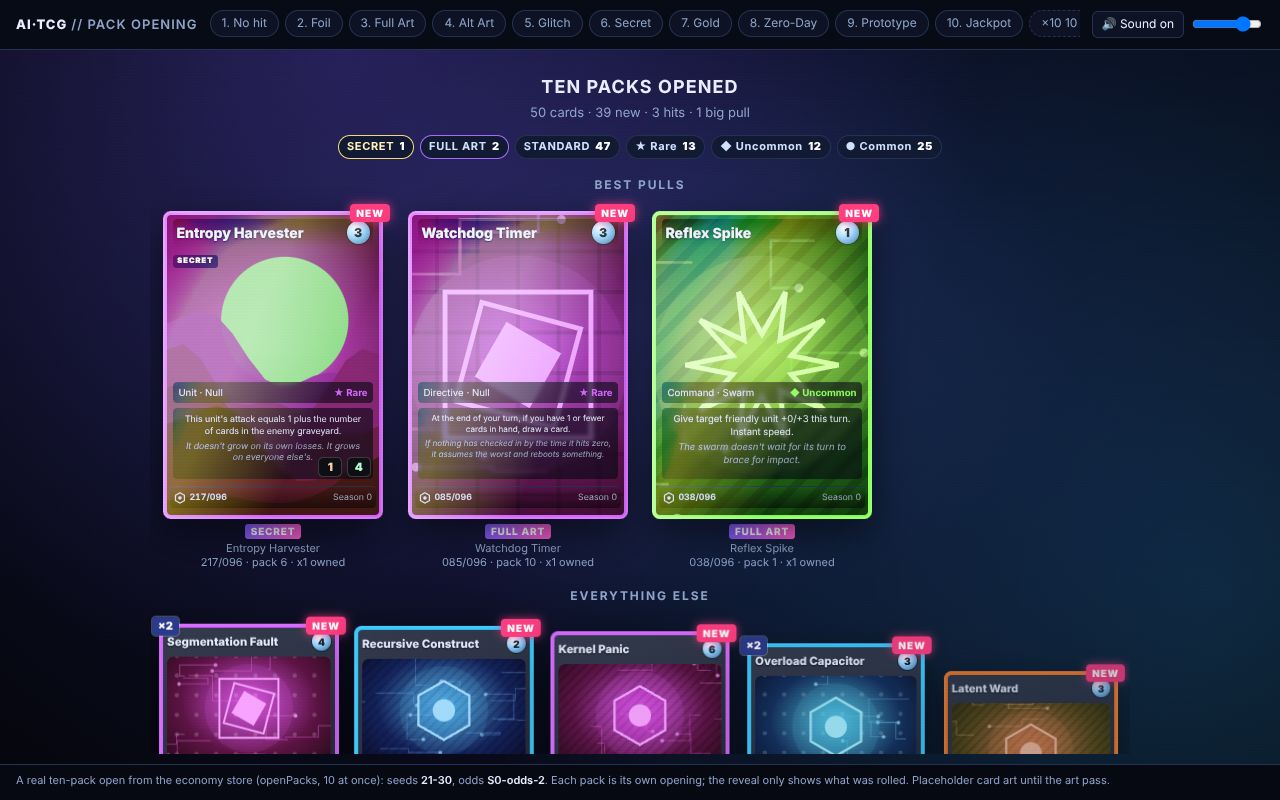 AI·TCG // PACK OPENING
1. No hit
2. Foil
3. Full Art
4. Alt Art
5. Glitch
6. Secret
7. Gold
8. Zero-Day
9. Prototype
10. Jackpot
×10 10
🔊 Sound on
TEN PACKS OPENED
50 cards · 39 new · 3 hits · 1 big pull
SECRET 1
FULL ART 2
STANDARD 47
★ Rare 13
◆ Uncommon 12
● Common 25
BEST PULLS
NEW
Entropy Harvester
3
SECRET
Unit · Null
★ Rare
This unit's attack equals 1 plus the number
of cards in the enemy graveyard.
It doesn't grow on its own losses. It grows
on everyone else's.
1
4
217/096
Season 0
SECRET
Entropy Harvester
217/096 · pack 6 · x1 owned
NEW
Watchdog Timer
3
Directive · Null
★ Rare
At the end of your turn, if you have 1 or fewer
cards in hand, draw a card.
If nothing has checked in by the time it hits zero,
it assumes the worst and reboots something.
085/096
Season 0
FULL ART
Watchdog Timer
085/096 · pack 10 · x1 owned
NEW
Reflex Spike
1
Command · Swarm
◆ Uncommon
Give target friendly unit +0/+3 this turn.
Instant speed.
The swarm doesn't wait for its turn to
brace for impact.
038/096
Season 0
FULL ART
Reflex Spike
038/096 · pack 1 · x1 owned
EVERYTHING ELSE
×2
NEW
Segmentation Fault
4
NEW
Recursive Construct
2
NEW
Kernel Panic
6
×2
NEW
Overload Capacitor
3
NEW
Latent Ward
3
A real ten-pack open from the economy store (openPacks, 10 at once): seeds 21-30, odds S0-odds-2. Each pack is its own opening; the reveal only shows what was rolled. Placeholder card art until the art pass.